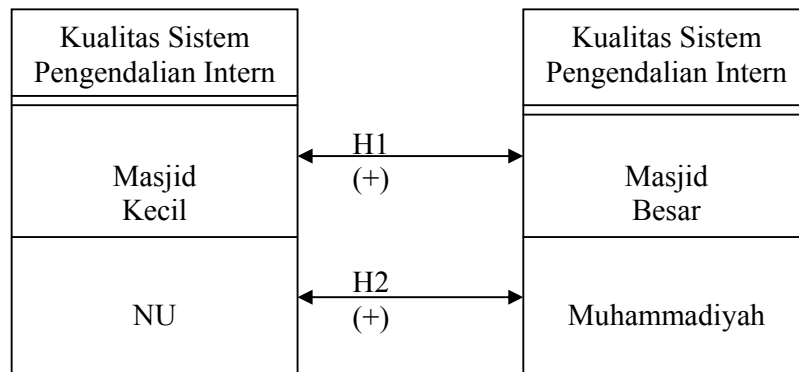 Kualitas Sistem
Pengendalian Intern
Masjid
Kecil
NU
H1
(+)
H2
(+)
Kualitas Sistem
Pengendalian Intern
Masjid
Besar
Muhammadiyah